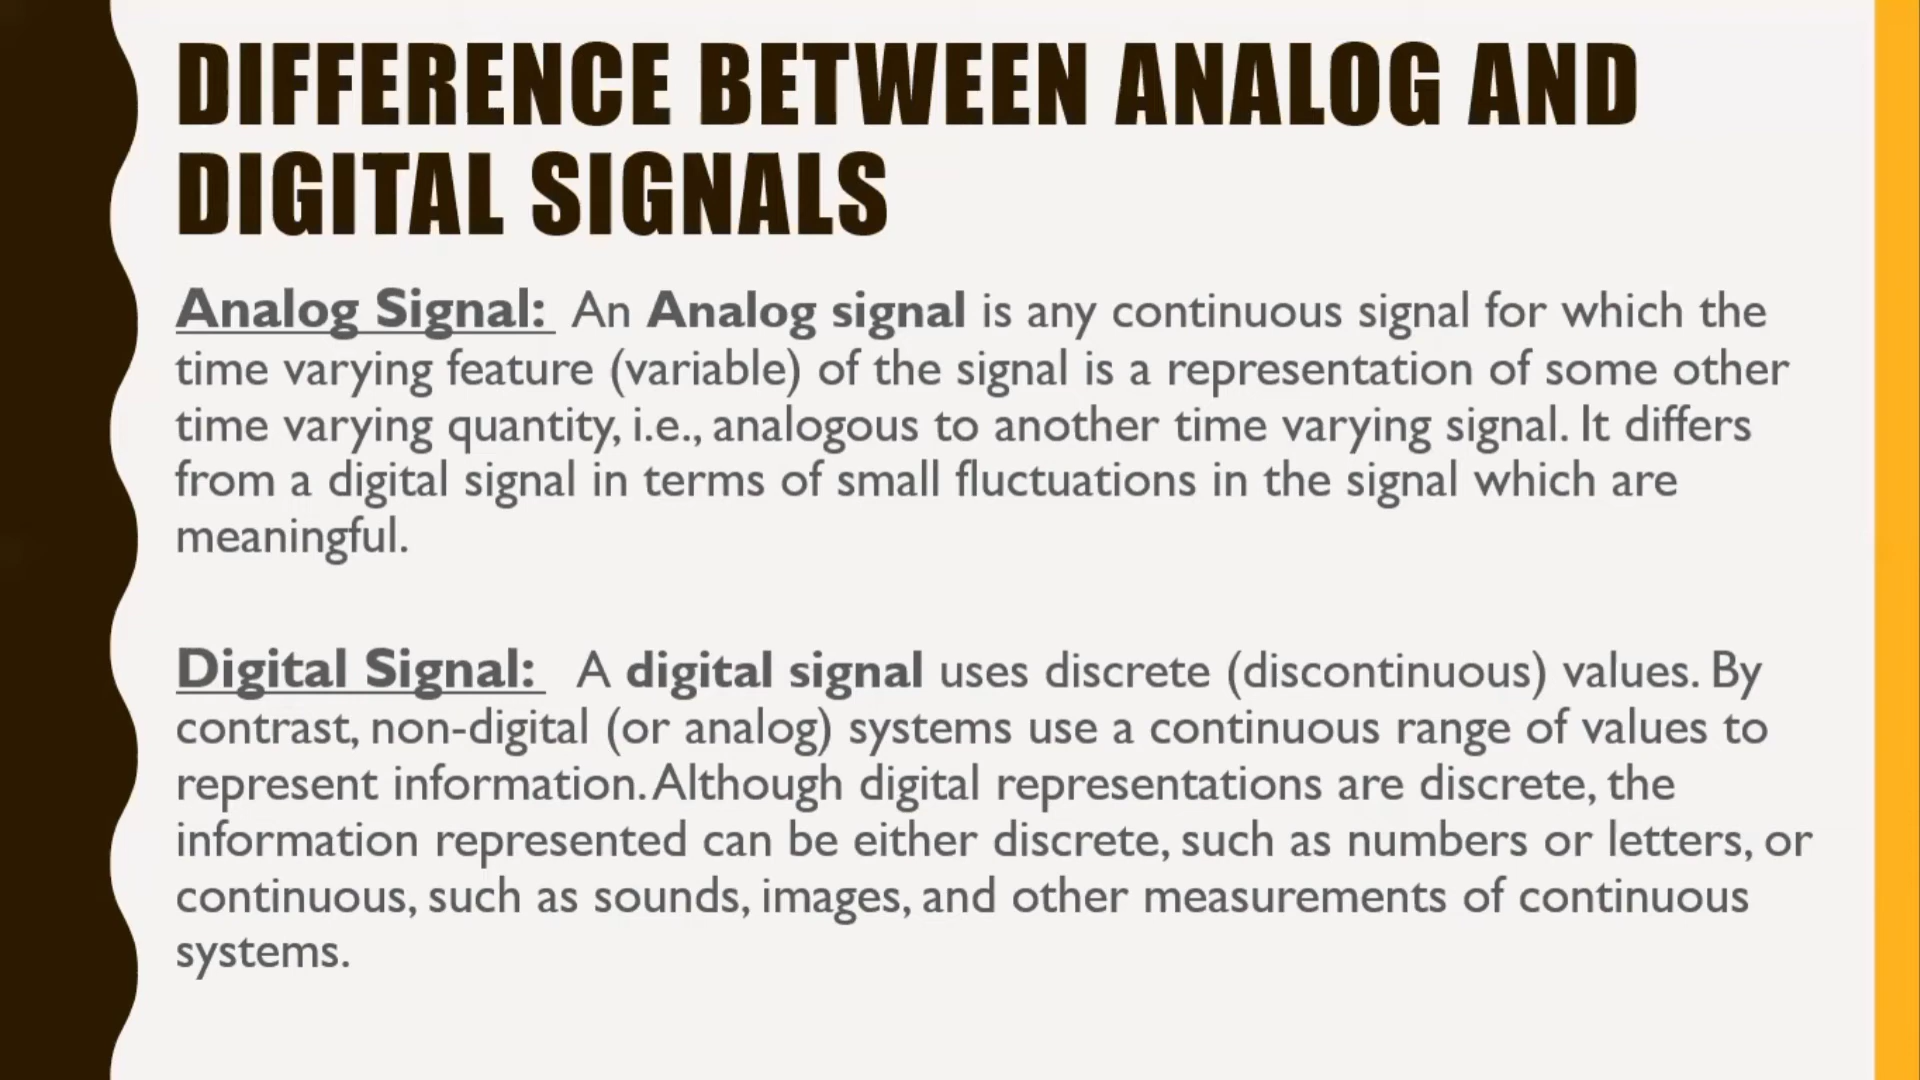 DIFFERENCE BETWEEN ANALOG AND
DIGITAL SIGNALS
Analog Signal: An Analog signal is any continuous signal for which the
time varying feature (variable) of the signal is a representation of some other
time varying quantity, i.e., analogous to another time varying signal. It differs
from a digital signal in terms of small fluctuations in the signal which are
meaningful.
Digital Signal: A digital signal uses discrete (discontinuous) values. By
contrast, non-digital (or analog) systems use a continuous range of values to
represent information. Although digital representations are discrete, the
information represented can be either discrete, such as numbers or letters, or
continuous, such as sounds, images, and other measurements of continuous
systems.